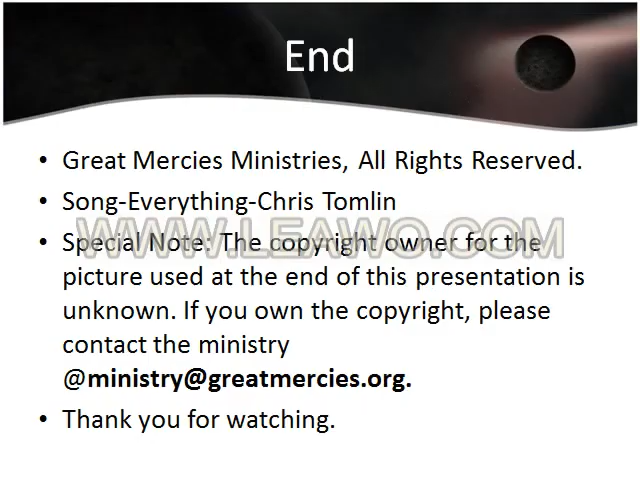 End
• Great Mercies Ministries, All Rights Reserved.
• Song-Everything-Chris Tomlin
WWW.LEAWO.COM
• Special Note: The copyright owner for the
picture used at the end of this presentation is
unknown. If you own the copyright, please
contact the ministry
@ministry@greatmercies.org.
• Thank you for watching.